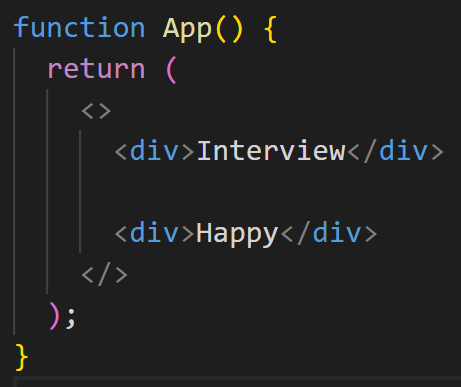 function App() {
  return (
    <>
      <div>Interview</div>

      <div>Happy</div>
    </>
  );
}